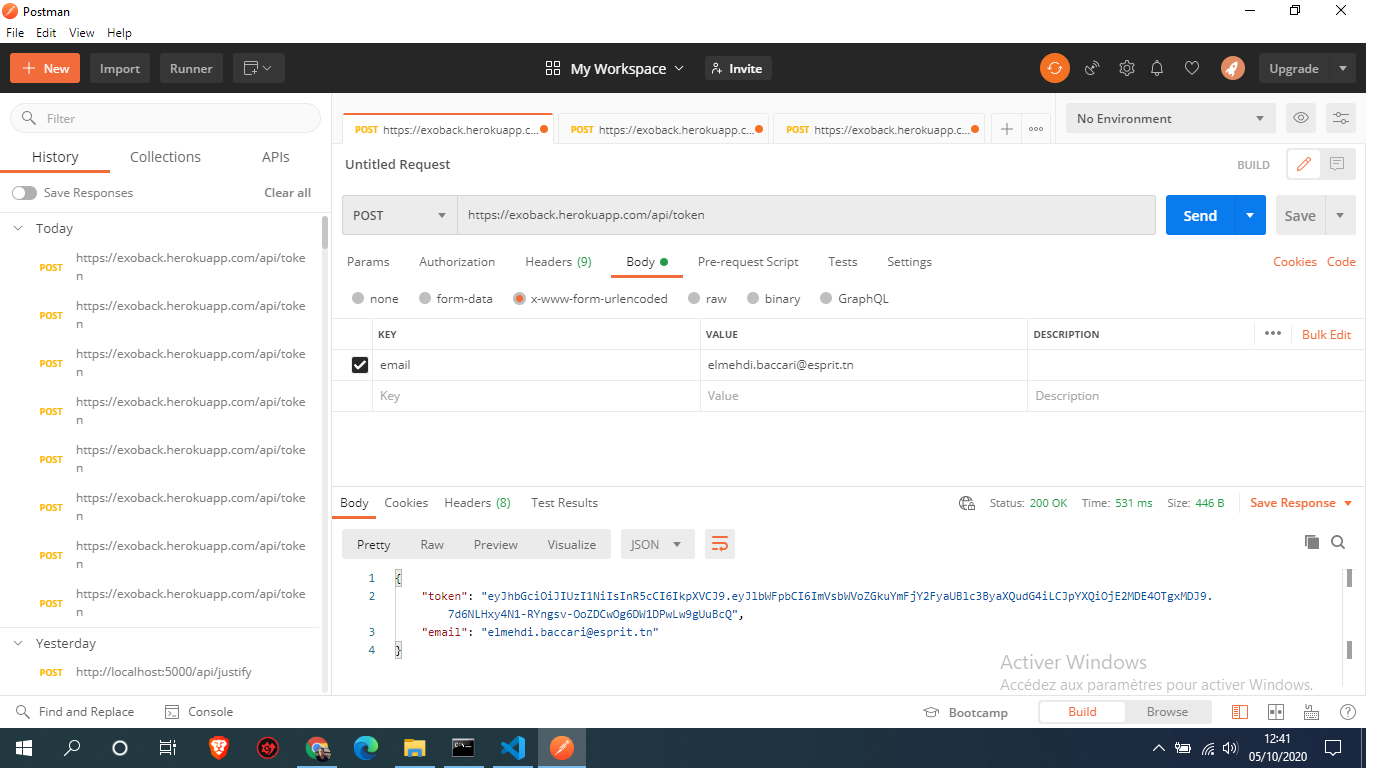 Postman
File Edit View Help
New Import Runner My Workspace Invite Upgrade
Filter
History Collections APIs
Save Responses Clear all
Today
POST https://exoback.herokuapp.com/api/toke
n
POST https://exoback.herokuapp.com/api/toke
n
POST https://exoback.herokuapp.com/api/toke
n
POST https://exoback.herokuapp.com/api/toke
n
POST https://exoback.herokuapp.com/api/toke
n
POST https://exoback.herokuapp.com/api/toke
n
POST https://exoback.herokuapp.com/api/toke
n
POST https://exoback.herokuapp.com/api/toke
n
Yesterday
POST http://localhost:5000/api/justify
POST https://exoback.herokuapp.c... POST https://exoback.herokuapp.c... POST https://exoback.herokuapp.c... No Environment
Untitled Request BUILD
POST https://exoback.herokuapp.com/api/token Send Save
Params Authorization Headers (9) Body Pre-request Script Tests Settings Cookies Code
none form-data x-www-form-urlencoded raw binary GraphQL
KEY VALUE DESCRIPTION ••• Bulk Edit
email elmehdi.baccari@esprit.tn
Key Value Description
Body Cookies Headers (8) Test Results Status: 200 OK Time: 531 ms Size: 446 B Save Response
Pretty Raw Preview Visualize JSON
1 {
2 "token": "eyJhbGciOiJIUzI1NiIsInR5cCI6IkpXVCJ9.eyJlbWFpbCI6ImVsbWVoZGkuYmFjY2FyaUBlc3ByaXQudG4iLCJpYXQiOjE2MDE4OTgxMDJ9.
7d6NLHxy4N1-RYngsv-OoZDCwOg6DW1DPwLw9gUuBcQ",
3 "email": "elmehdi.baccari@esprit.tn"
4 }
Activer Windows
Accédez aux paramètres pour activer Windows.
Find and Replace Console Bootcamp Build Browse
12:41
05/10/2020